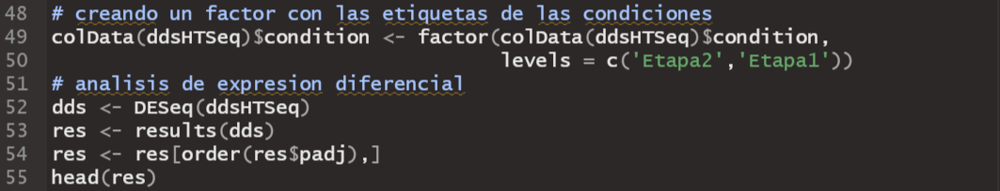 48 # creando un factor con las etiquetas de las condiciones
49 colData(ddsHTSeq)$condition <- factor(colData(ddsHTSeq)$condition,
50                                       levels = c('Etapa2','Etapa1'))
51 # analisis de expresion diferencial
52 dds <- DESeq(ddsHTSeq)
53 res <- results(dds)
54 res <- res[order(res$padj),]
55 head(res)